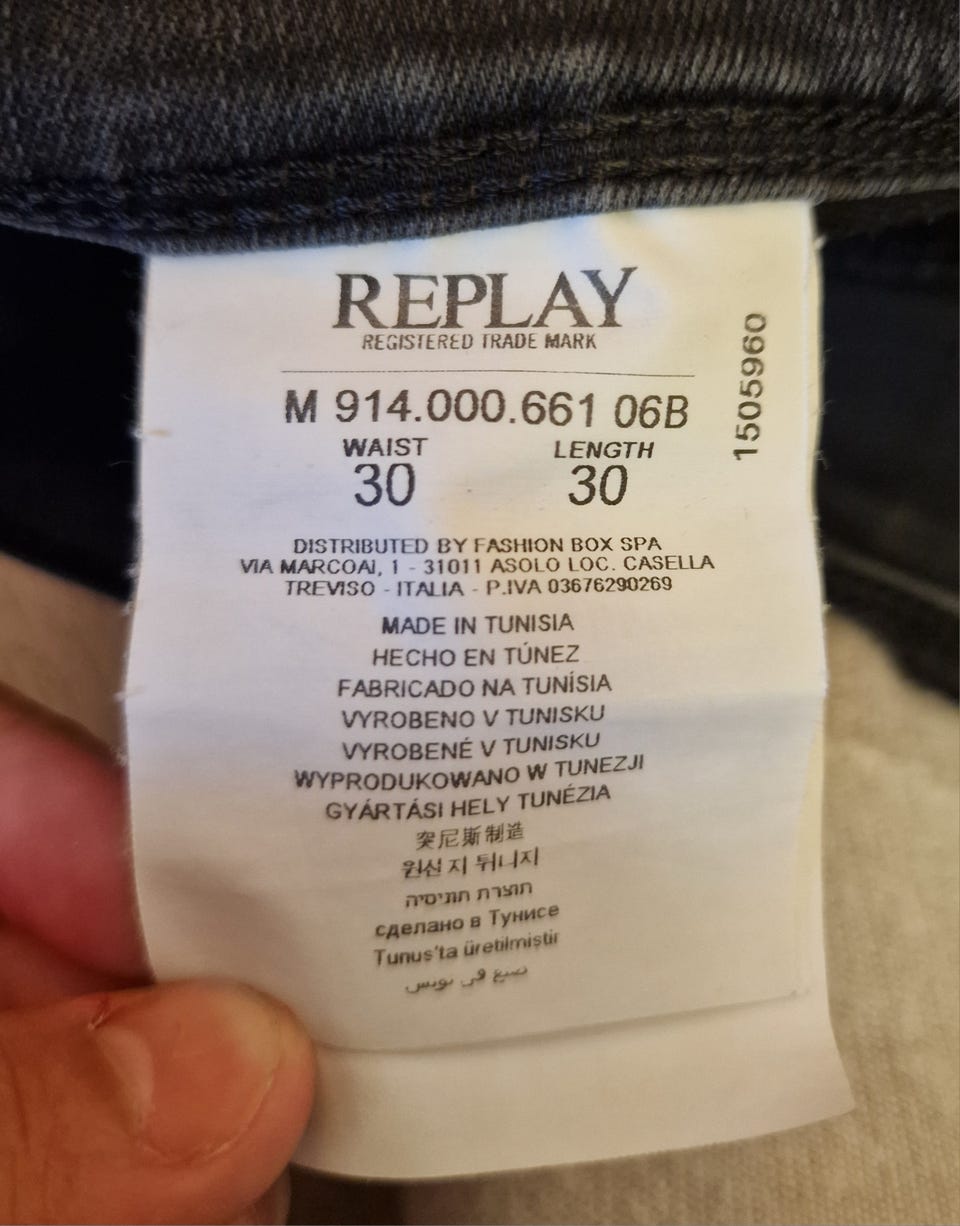 REPLAY
REGISTERED TRADE MARK
M 914.000.661 06B
WAIST LENGTH
30 30
1505960
DISTRIBUTED BY FASHION BOX SPA
VIA MARCOAI, 1 - 31011 ASOLO LOC. CASELLA
TREVISO - ITALIA - P.IVA 03676290269
MADE IN TUNISIA
HECHO EN TÚNEZ
FABRICADO NA TUNÍSIA
VYROBENO V TUNISKU
VYROBENÉ V TUNISKU
WYPRODUKOWANO W TUNEZJI
GYÁRTÁSI HELY TUNÉZIA
突尼斯制造
원산지 튀니지
תוצרת תוניסיה
сделано в Тунисе
Tunus'ta üretilmiştir
صنع في تونس